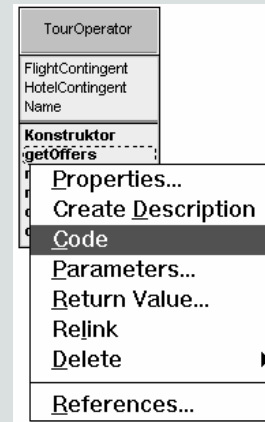 TourOperator
FlightContingent
HotelContingent
Name
Konstruktor
getOffers
Properties...
Create Description
Code
Parameters...
Return Value...
Relink
Delete
References...